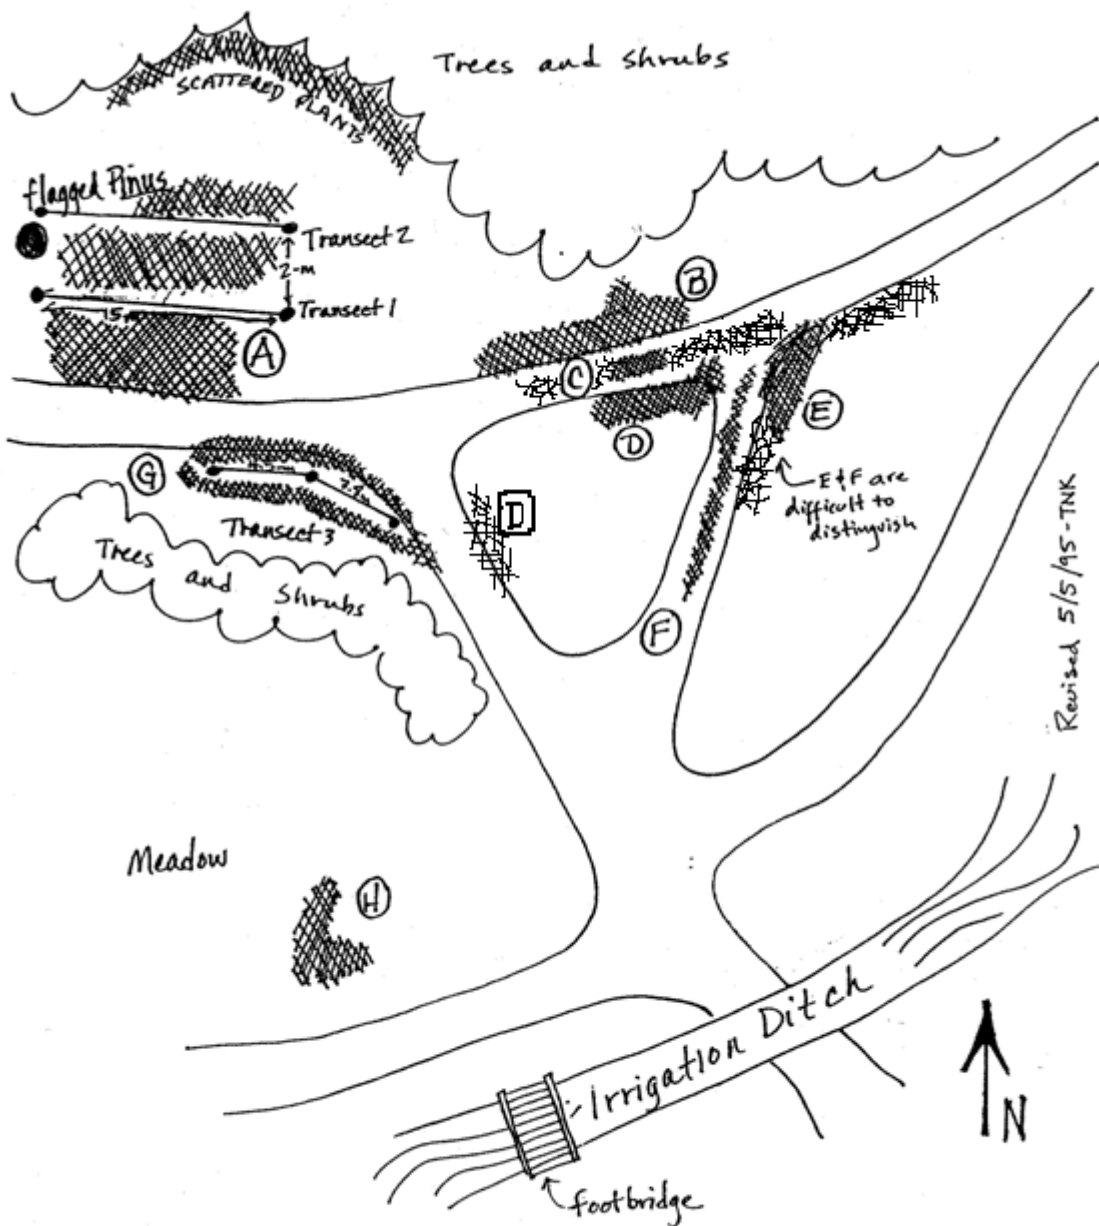 Trees and shrubs
SCATTERED PLANTS
flagged Pinus
Transect 2
2-m
Transect 1
A
B
C
D
E
E & F are
difficult to
distinguish
G
Transect 3
D
Trees and shrubs
F
Revised 5/5/95-TNK
Meadow
H
Irrigation Ditch
N
footbridge